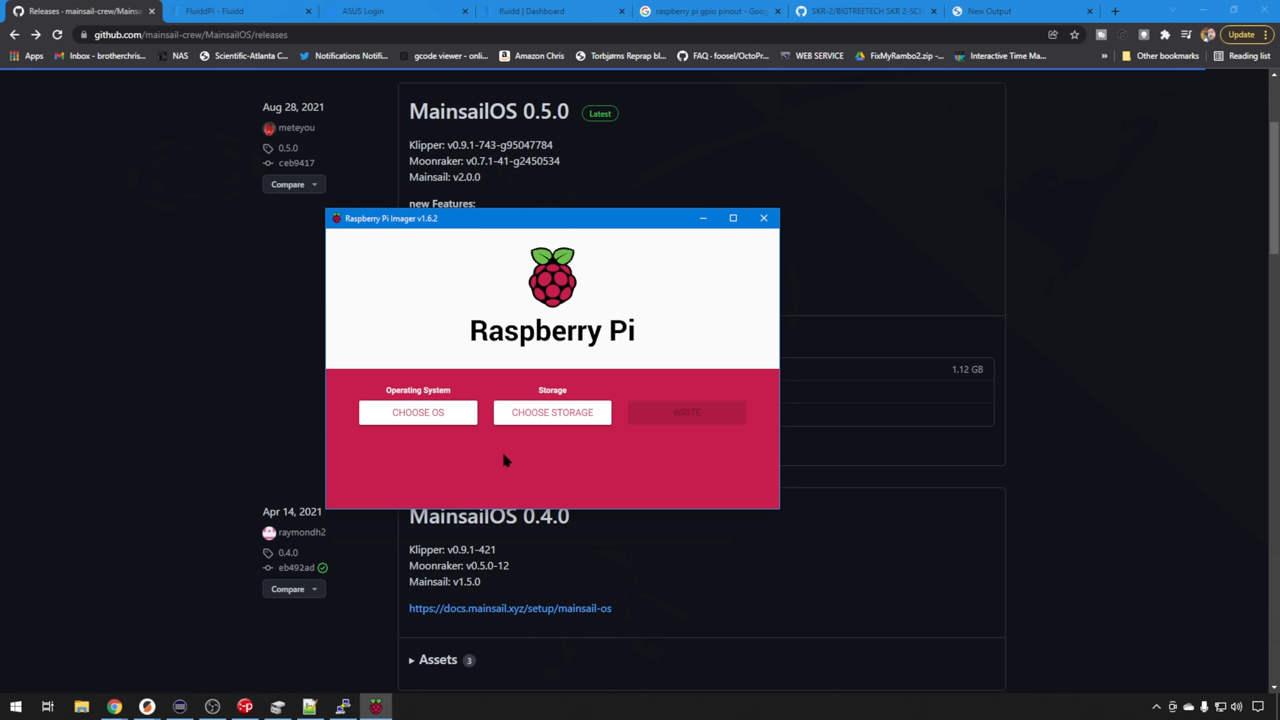 Releases · mainsail-crew/Mainsa
FluiddPI - Fluidd
ASUS Login
fluidd | Dashboard
raspberry pi gpio pinout - Goog
SKR-2/BIGTREETECH SKR 2-SCH
New Output
github.com/mainsail-crew/MainsailOS/releases
Update
Apps
Inbox - brotherchris...
NAS
Scientific-Atlanta C...
Notifications Notifi...
gcode viewer - onli...
Amazon Chris
Torbjørns Reprap bl...
FAQ · foosel/OctoPr...
WEB SERVICE
FixMyRambo2.zip -...
Interactive Time Ma...
»
Other bookmarks
Reading list
Aug 28, 2021
meteyou
0.5.0
ceb9417
Compare
MainsailOS 0.5.0
Latest
Klipper: v0.9.1-743-g95047784
Moonraker: v0.7.1-41-g2450534
Mainsail: v2.0.0
new Features:
Raspberry Pi Imager v1.6.2
Raspberry Pi
Operating System
Storage
CHOOSE OS
CHOOSE STORAGE
WRITE
1.12 GB
Apr 14, 2021
raymondh2
0.4.0
eb492ad
Compare
MainsailOS 0.4.0
Klipper: v0.9.1-421
Moonraker: v0.5.0-12
Mainsail: v1.5.0
https://docs.mainsail.xyz/setup/mainsail-os
Assets 3